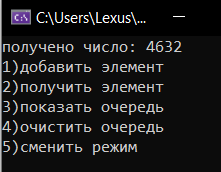 C:\Users\Lexus\...
получено число: 4632
1)добавить элемент
2)получить элемент
3)показать очередь
4)очистить очередь
5)сменить режим